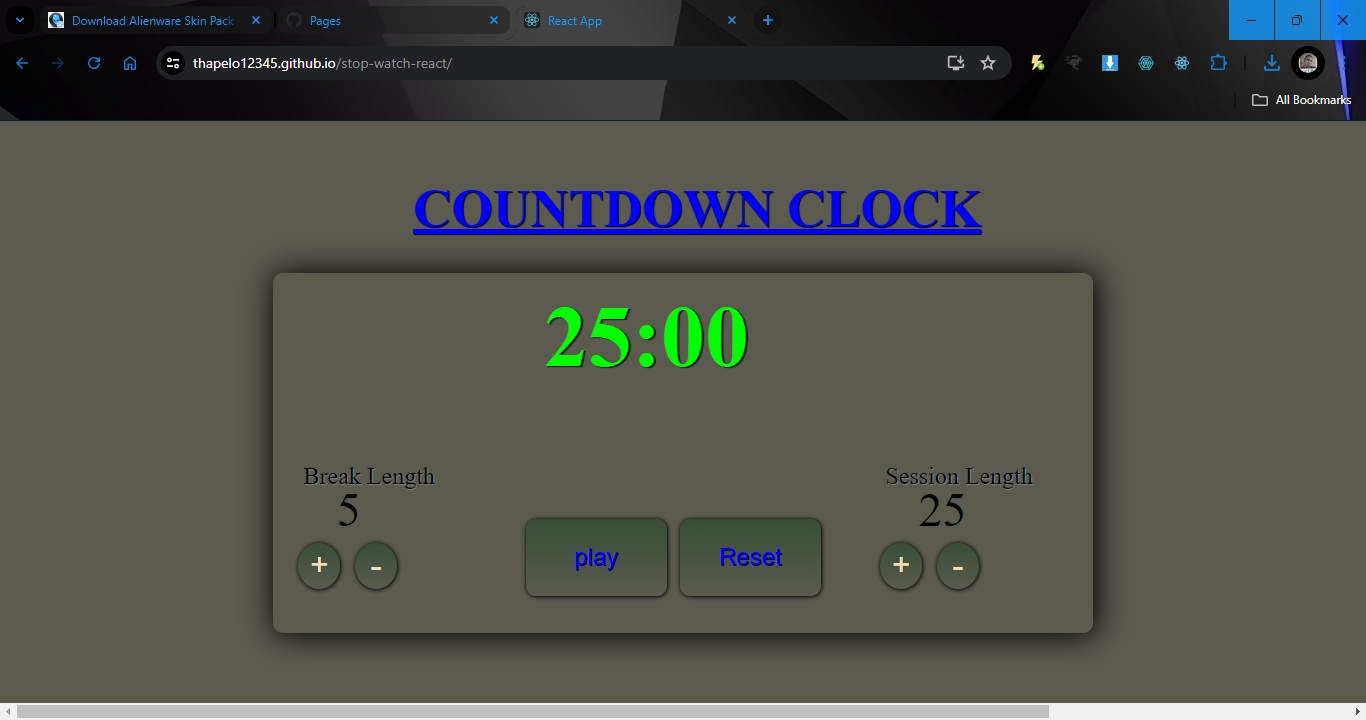 Download Alienware Skin Pack
Pages
React App
thapelo12345.github.io/stop-watch-react/
All Bookmarks
COUNTDOWN CLOCK
25:00
Break Length
5
+ -
play
Reset
Session Length
25
+ -